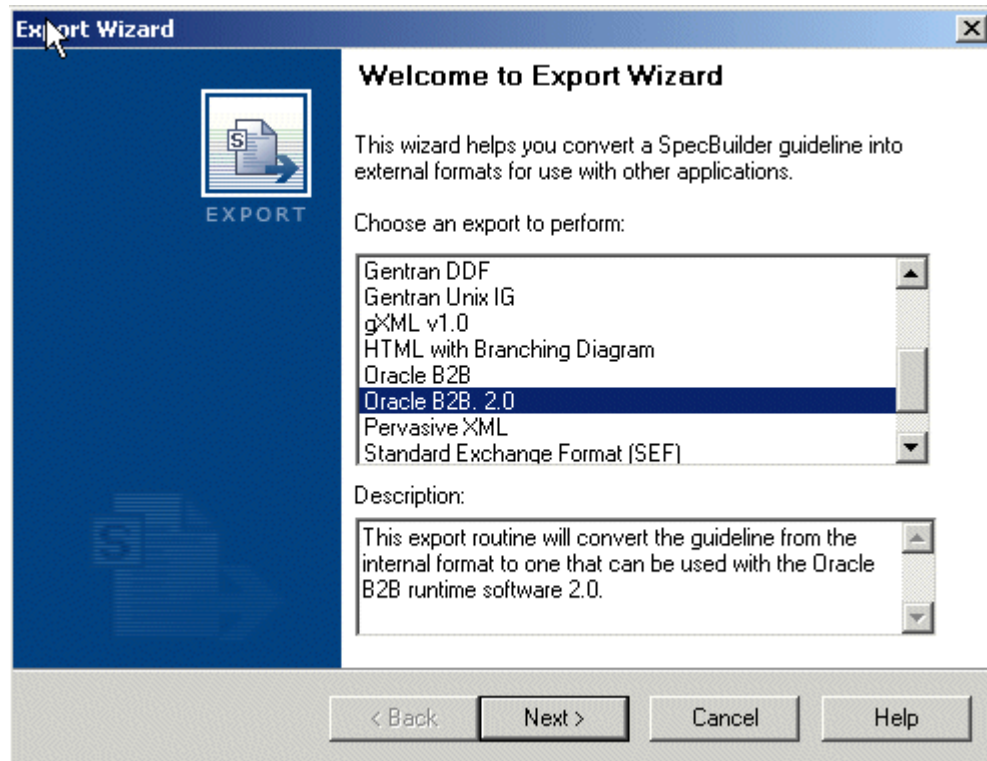 Export Wizard
EXPORT
Welcome to Export Wizard
This wizard helps you convert a SpecBuilder guideline into
external formats for use with other applications.
Choose an export to perform:
Gentran DDF
Gentran Unix IG
gXML v1.0
HTML with Branching Diagram
Oracle B2B
Oracle B2B. 2.0
Pervasive XML
Standard Exchange Format (SEF)
Description:
This export routine will convert the guideline from the
internal format to one that can be used with the Oracle
B2B runtime software 2.0.
< Back
Next >
Cancel
Help